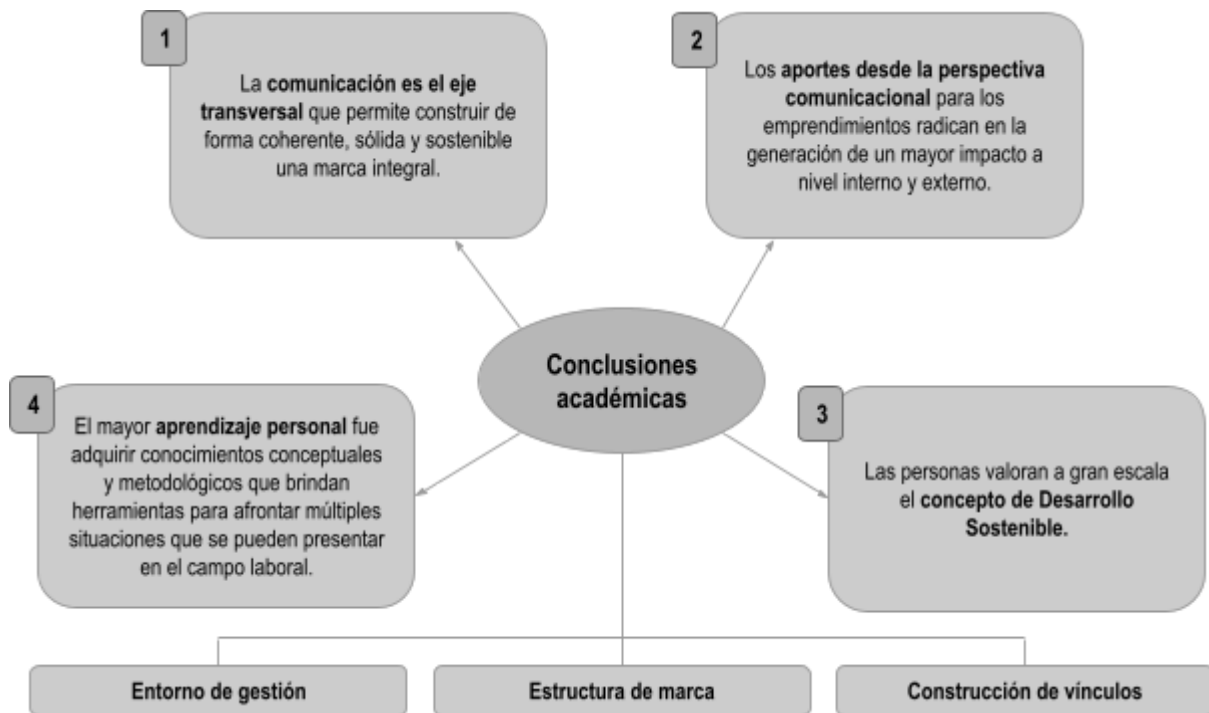 1
La comunicación es el eje
transversal que permite construir de
forma coherente, sólida y sostenible
una marca integral.
2
Los aportes desde la perspectiva
comunicacional para los
emprendimientos radican en la
generación de un mayor impacto a
nivel interno y externo.
Conclusiones
académicas
4
El mayor aprendizaje personal fue
adquirir conocimientos conceptuales
y metodológicos que brindan
herramientas para afrontar múltiples
situaciones que se pueden presentar
en el campo laboral.
3
Las personas valoran a gran escala
el concepto de Desarrollo
Sostenible.
Entorno de gestión
Estructura de marca
Construcción de vínculos